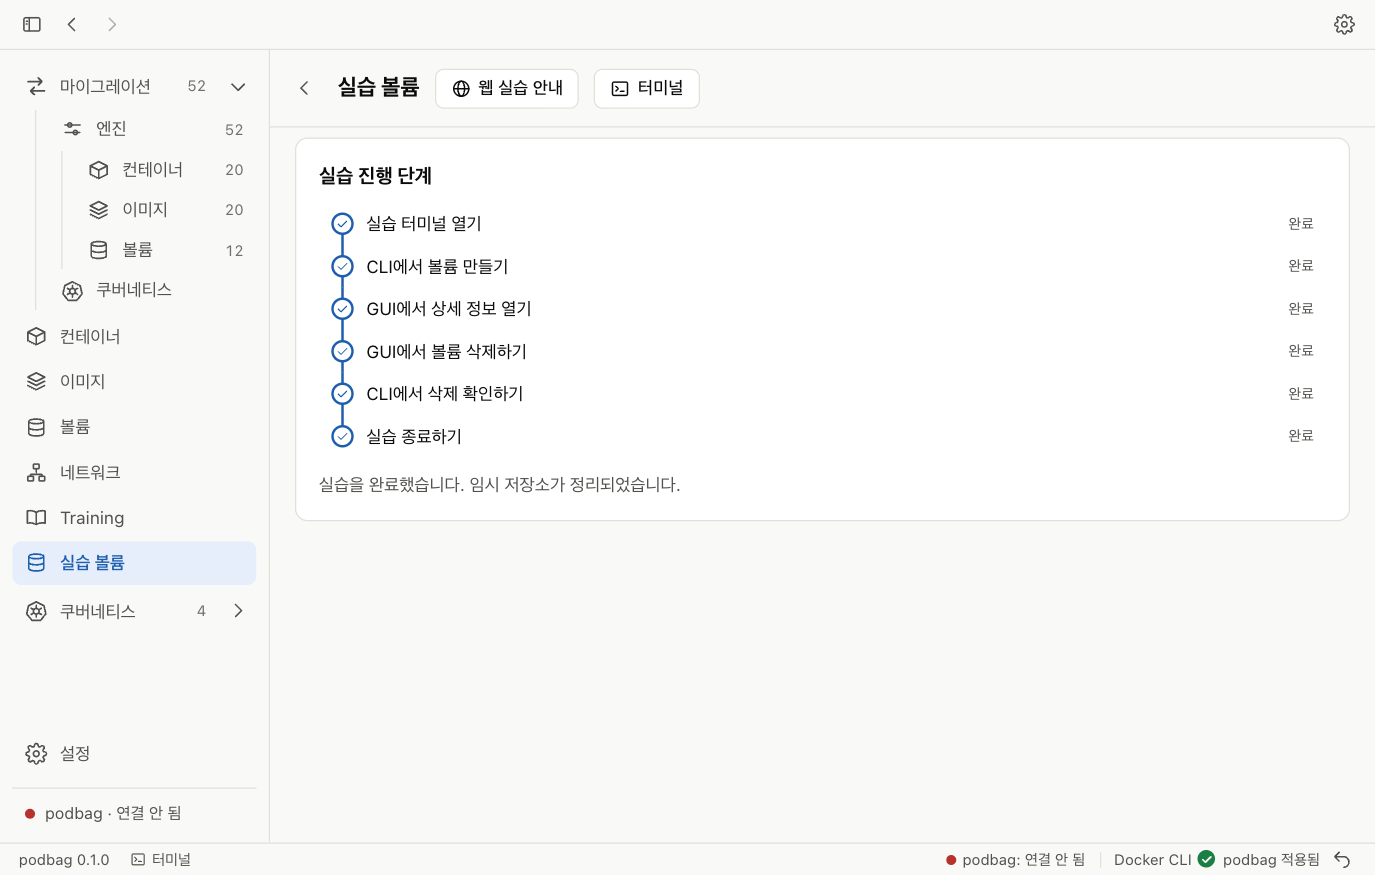 마이그레이션 52
엔진 52
컨테이너 20
이미지 20
볼륨 12
쿠버네티스
컨테이너
이미지
볼륨
네트워크
Training
실습 볼륨
쿠버네티스 4
설정
podbag · 연결 안 됨
실습 볼륨 웹 실습 안내 터미널
실습 진행 단계
실습 터미널 열기 완료
CLI에서 볼륨 만들기 완료
GUI에서 상세 정보 열기 완료
GUI에서 볼륨 삭제하기 완료
CLI에서 삭제 확인하기 완료
실습 종료하기 완료
실습을 완료했습니다. 임시 저장소가 정리되었습니다.
podbag 0.1.0 터미널 podbag: 연결 안 됨 Docker CLI podbag 적용됨